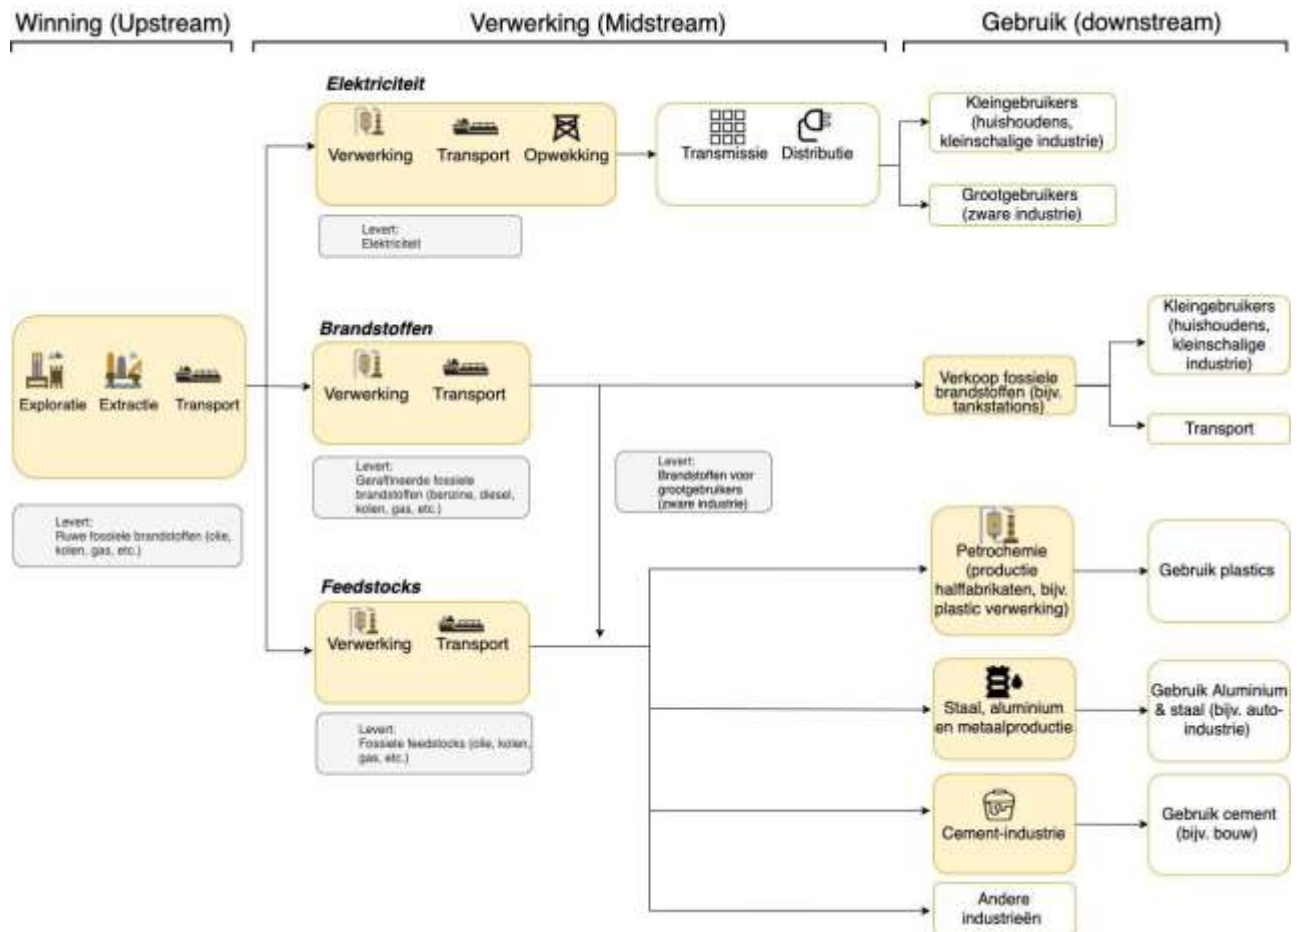 Winning (Upstream)
Verwerking (Midstream)
Gebruik (downstream)
Elektriciteit
Verwerking
Transport
Opwekking
Transmissie
Distributie
Kleingebruikers
(huishoudens,
kleinschalige industrie)
Grootgebruikers
(zware industrie)
Levert:
Elektriciteit
Exploratie
Extractie
Transport
Levert:
Ruwe fossiele brandstoffen (olie,
kolen, gas, etc.)
Brandstoffen
Verwerking
Transport
Levert:
Geraffineerde fossiele
brandstoffen (benzine, diesel,
kolen, gas, etc.)
Levert:
Brandstoffen voor
grootgebruikers
(zware industrie)
Verkoop fossiele
brandstoffen (bijv.
tankstations)
Kleingebruikers
(huishoudens,
kleinschalige
industrie)
Transport
Feedstocks
Verwerking
Transport
Levert:
Fossiele feedstocks (olie, kolen,
gas, etc.)
Petrochemie
(productie
halffabrikaten, bijv.
plastic verwerking)
Gebruik plastics
Staal, aluminium
en metaalproductie
Gebruik Aluminium
& staal (bijv. auto-
industrie)
Cement-industrie
Gebruik cement
(bijv. bouw)
Andere
industrieën